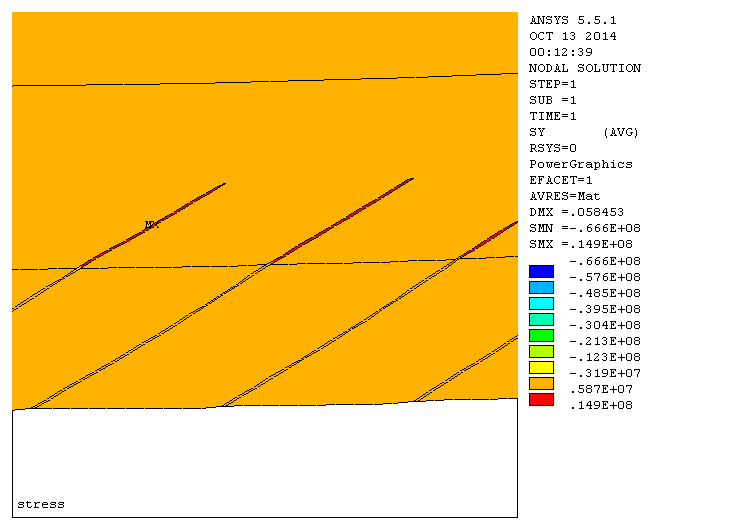 ANSYS 5.5.1
OCT 13 2014
00:12:39
NODAL SOLUTION
STEP=1
SUB =1
TIME=1
SY (AVG)
RSYS=0
PowerGraphics
EFACET=1
AVRES=Mat
DMX =.058453
SMN =-.666E+08
SMX =.149E+08
-.666E+08
-.576E+08
-.485E+08
-.395E+08
-.304E+08
-.213E+08
-.123E+08
-.319E+07
.587E+07
.149E+08
MX
stress